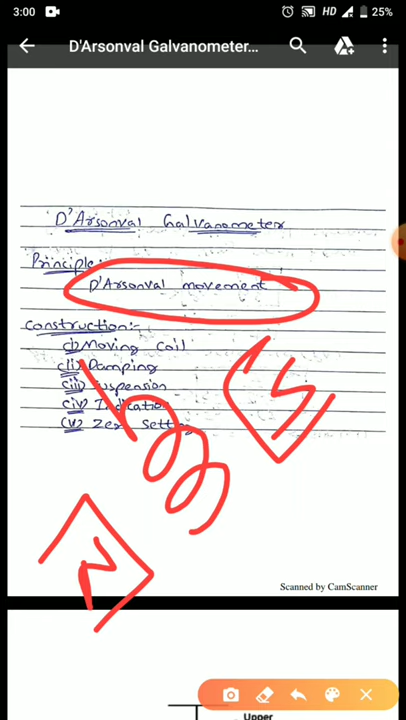 3:00 HD 25%
D'Arsonval Galvanometer...
D'Arsonval Galvanometer
Principle:
D'Arsonval movement
Construction:-
(i) Moving coil
(ii) Damping
(iii) Suspension
(iv) Indication
(v) Zero Setting
S
N
Scanned by CamScanner
Upper